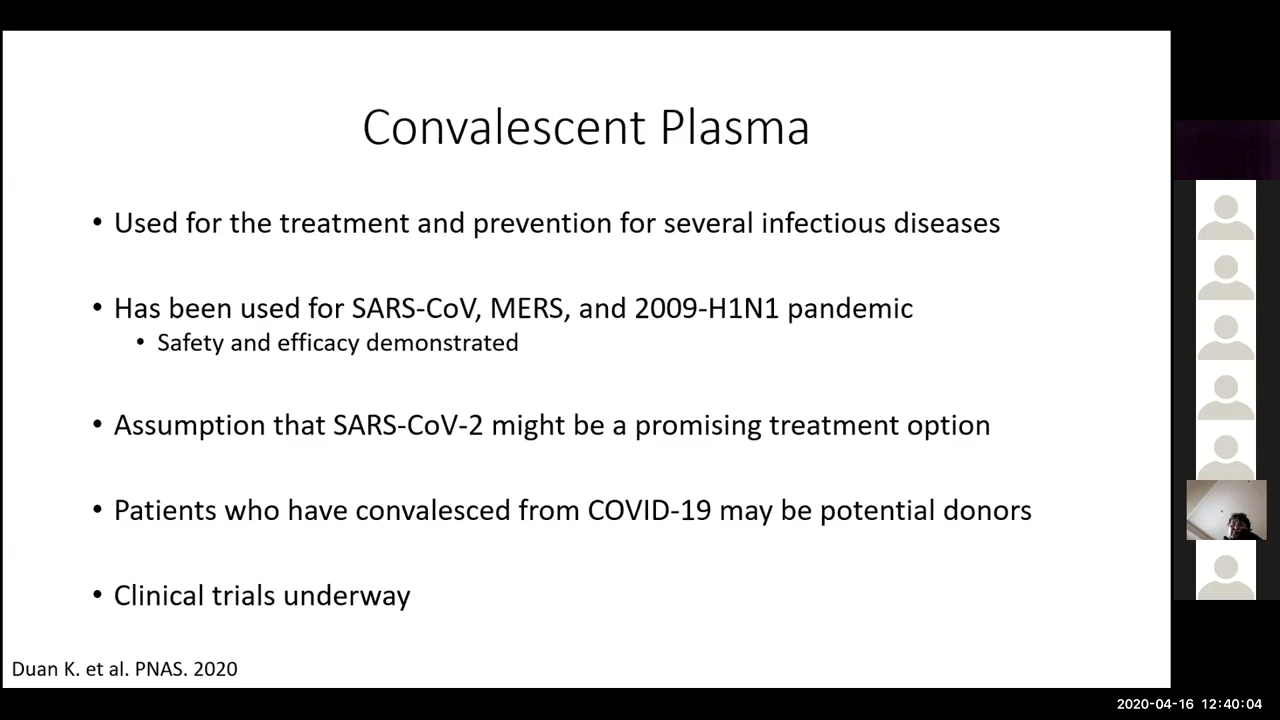 Convalescent Plasma
• Used for the treatment and prevention for several infectious diseases
• Has been used for SARS-CoV, MERS, and 2009-H1N1 pandemic
• Safety and efficacy demonstrated
• Assumption that SARS-CoV-2 might be a promising treatment option
• Patients who have convalesced from COVID-19 may be potential donors
• Clinical trials underway
Duan K. et al. PNAS. 2020
2020-04-16 12:40:04